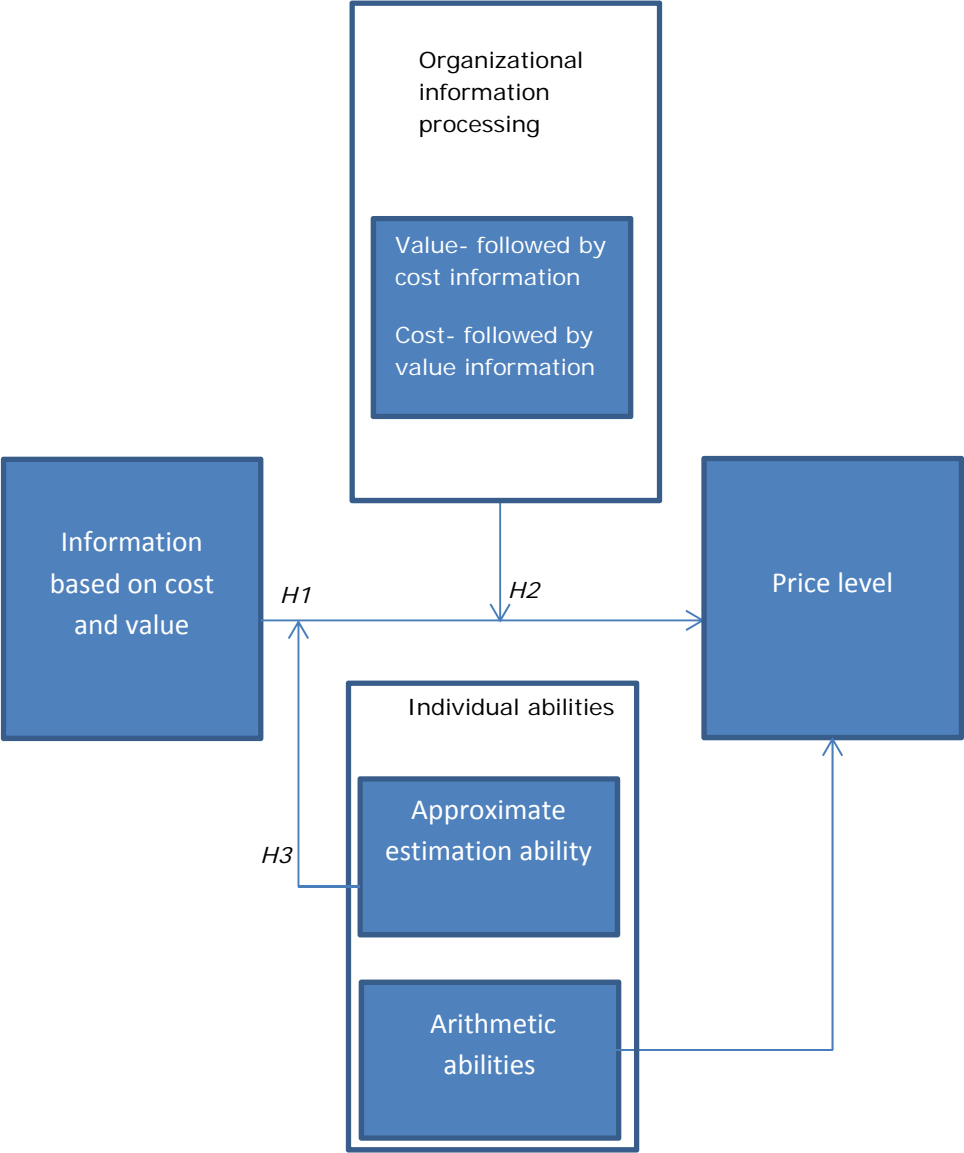 Organizational
information
processing
Value- followed by
cost information
Cost- followed by
value information
Information
based on cost
and value
H1
H2
Price level
Individual abilities
Approximate
estimation ability
H3
Arithmetic
abilities